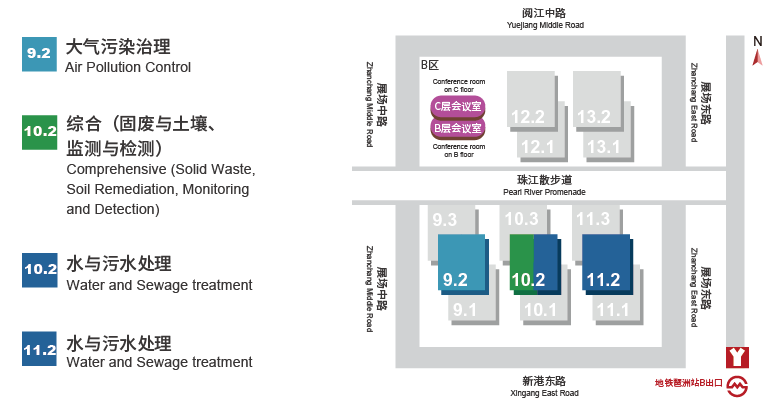 9.2
大气污染治理
Air Pollution Control
10.2
综合（固废与土壤、
监测与检测）
Comprehensive (Solid Waste,
Soil Remediation, Monitoring
and Detection)
10.2
水与污水处理
Water and Sewage treatment
11.2
水与污水处理
Water and Sewage treatment
阅江中路
Yuejiang Middle Road
N
B区
Conference room
on C floor
C层会议室
B层会议室
Conference room
on B floor
12.2
13.2
12.1
13.1
展场中路
Zhanchang Middle Road
展场东路
Zhanchang East Road
珠江散步道
Pearl River Promenade
9.3
10.3
11.3
9.2
10.2
11.2
9.1
10.1
11.1
展场中路
Zhanchang Middle Road
展场东路
Zhanchang East Road
新港东路
Xingang East Road
地铁琶洲站B出口